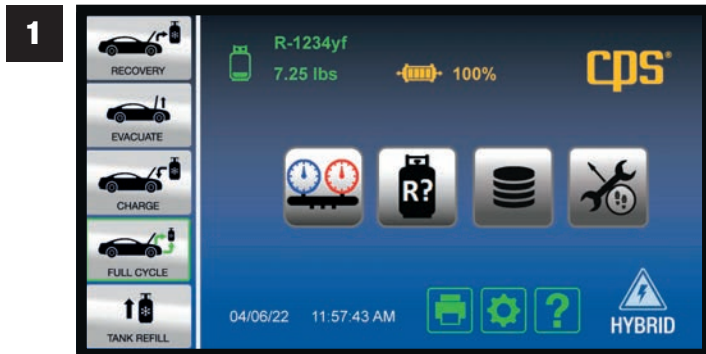 1
RECOVERY
EVACUATE
CHARGE
FULL CYCLE
TANK REFILL
R-1234yf
7.25 lbs
100%
cps®
R?
04/06/22 11:57:43 AM
?
HYBRID